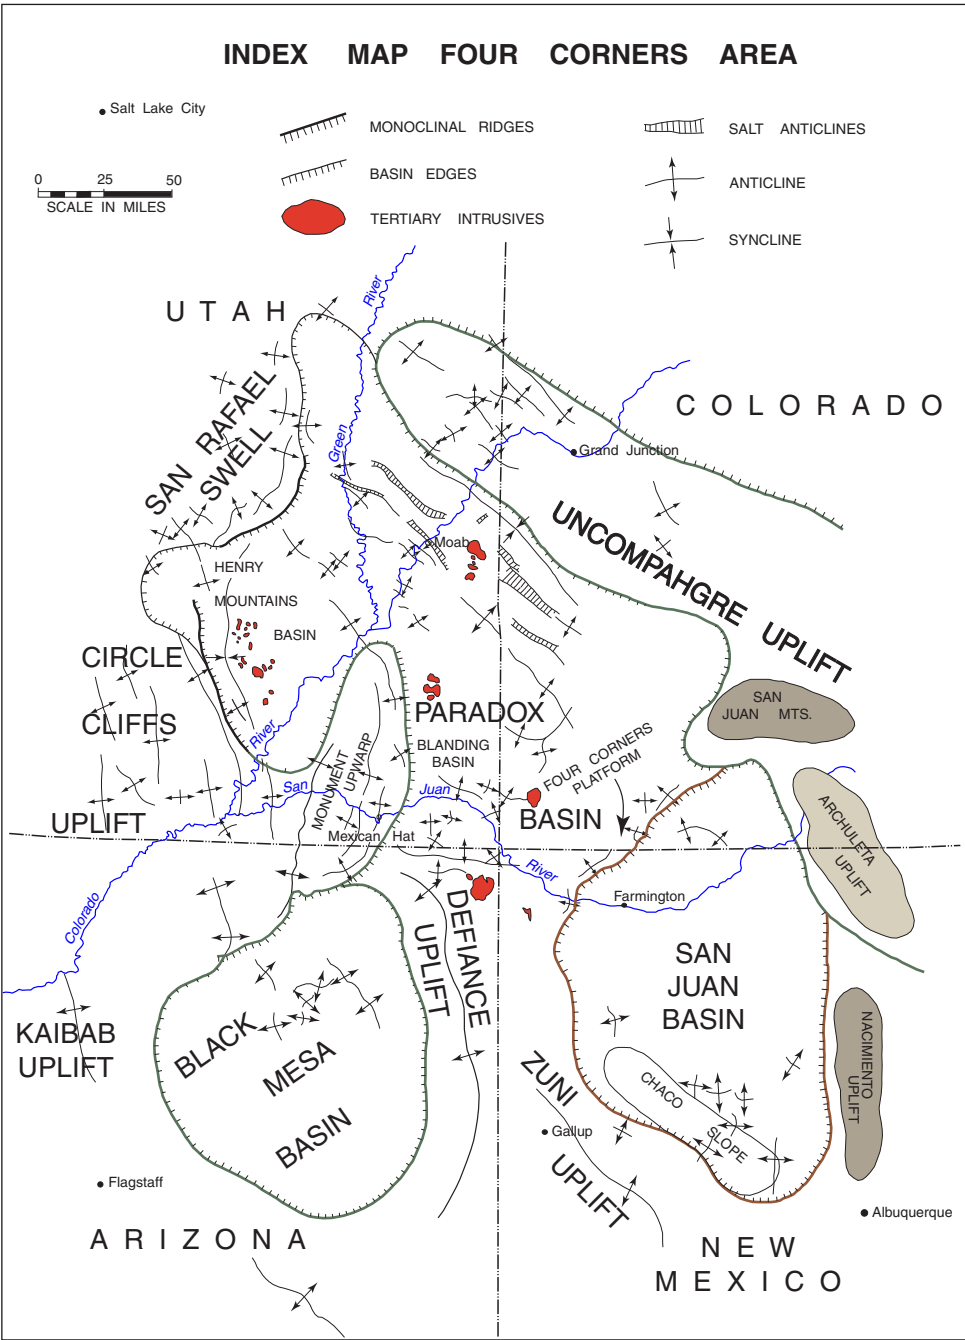 INDEX MAP FOUR CORNERS AREA
Salt Lake City
MONOCLINAL RIDGES
SALT ANTICLINES
BASIN EDGES
ANTICLINE
0 25 50
SCALE IN MILES
TERTIARY INTRUSIVES
SYNCLINE
UTAH
River
COLORADO
SAN RAFAEL
SWELL
Green
Grand Junction
UNCOMPAHGRE UPLIFT
Moab
HENRY
MOUNTAINS
BASIN
CIRCLE
CLIFFS
UPLIFT
SAN
JUAN MTS.
PARADOX
BASIN
BLANDING
BASIN
FOUR CORNERS
PLATFORM
River
MONUMENT
UPWARP
San
Juan
River
Mexican Hat
ARCHULETA
UPLIFT
Colorado
Farmington
DEFIANCE
UPLIFT
SAN
JUAN
BASIN
KAIBAB
UPLIFT
BLACK
MESA
BASIN
NACIMIENTO
UPLIFT
ZUNI
UPLIFT
CHACO
SLOPE
Gallup
Flagstaff
Albuquerque
ARIZONA
NEW
MEXICO